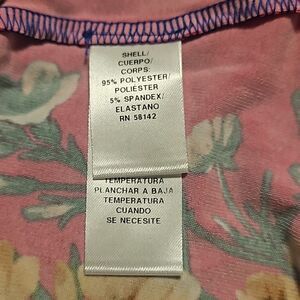 SHELL/
CUERPO/
CORPS:
95% POLYESTER/
POLIÉSTER
5% SPANDEX/
ELASTANO
RN 58142
TEMPERATURA
PLANCHAR A BAJA
TEMPERATURA
CUANDO
SE NECESITE